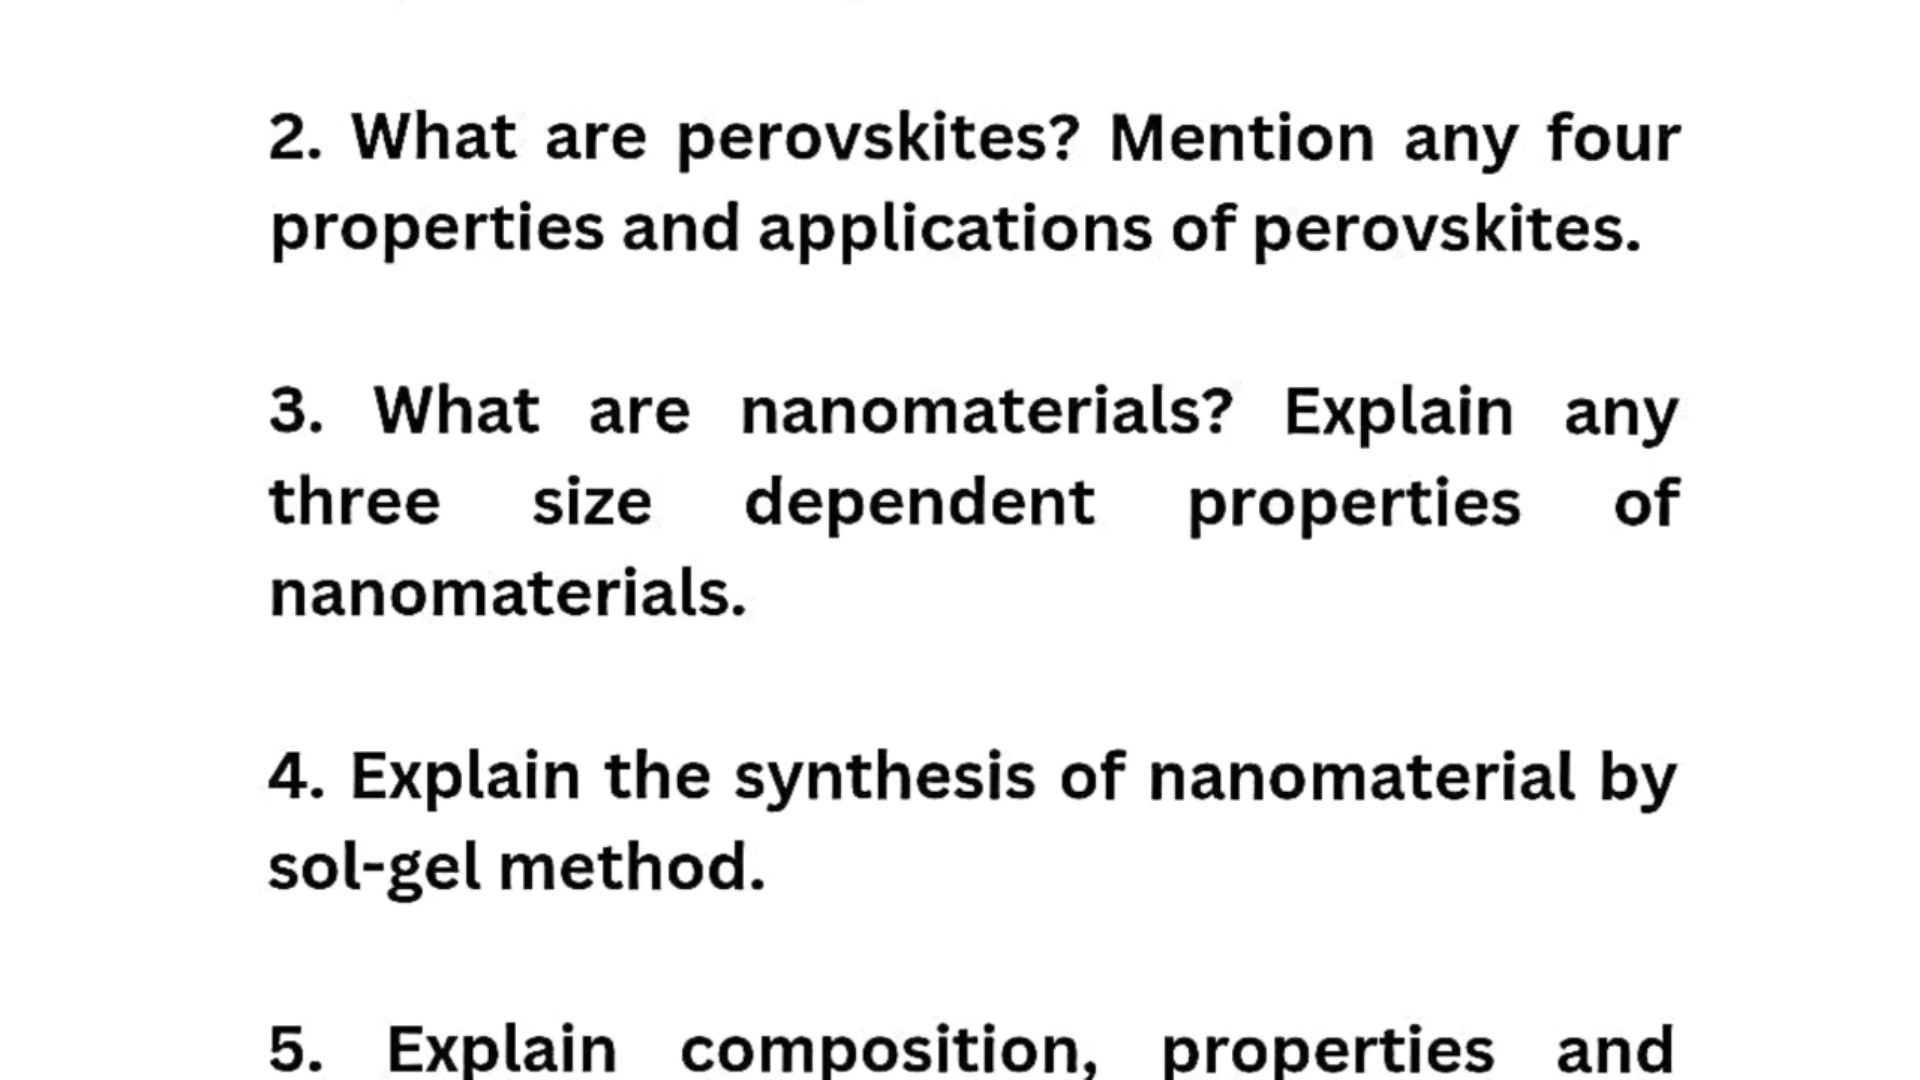 2. What are perovskites? Mention any four
properties and applications of perovskites.
3. What are nanomaterials? Explain any
three size dependent properties of
nanomaterials.
4. Explain the synthesis of nanomaterial by
sol-gel method.
5. Explain composition, properties and